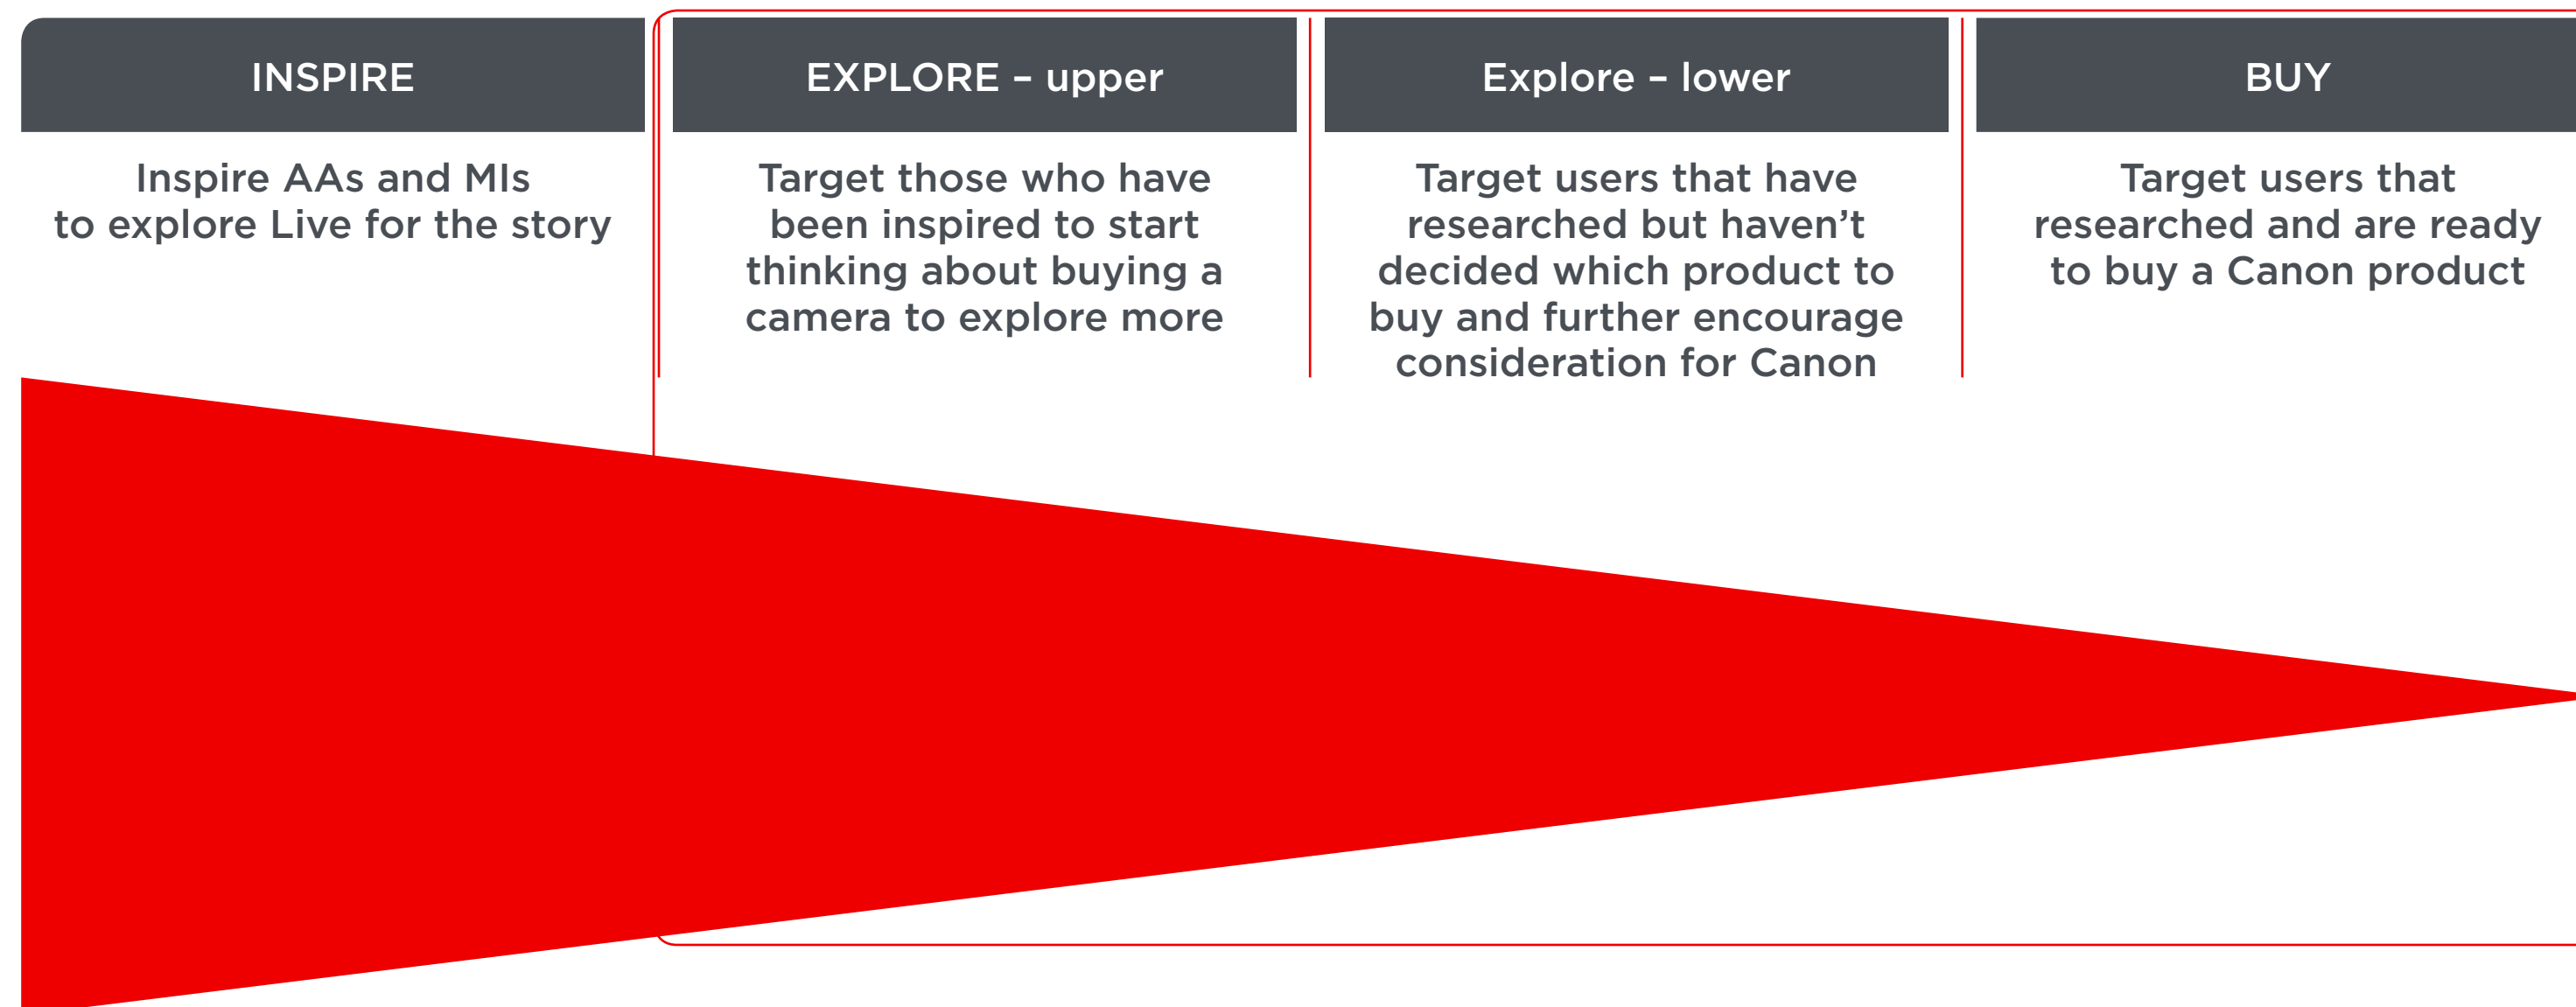 INSPIRE
Inspire AAs and MIs
to explore Live for the story
EXPLORE – upper
Target those who have
been inspired to start
thinking about buying a
camera to explore more
Explore – lower
Target users that have
researched but haven’t
decided which product to
buy and further encourage
consideration for Canon
BUY
Target users that
researched and are ready
to buy a Canon product